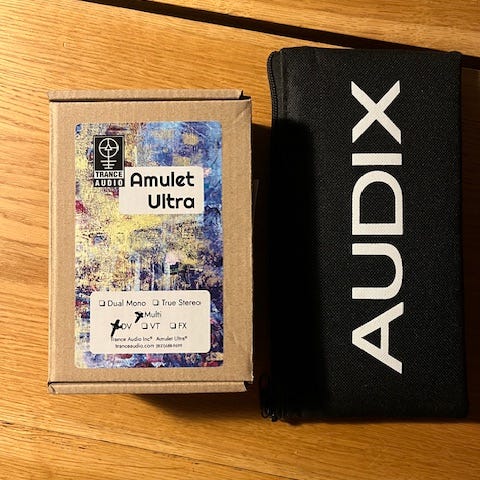 TRANCE
AUDIO
Amulet
Ultra
Dual Mono True Stereo
Multi
DV VT FX
Trance Audio Inc® Amulet Ultra®
tranceaudio.com
AUDIX